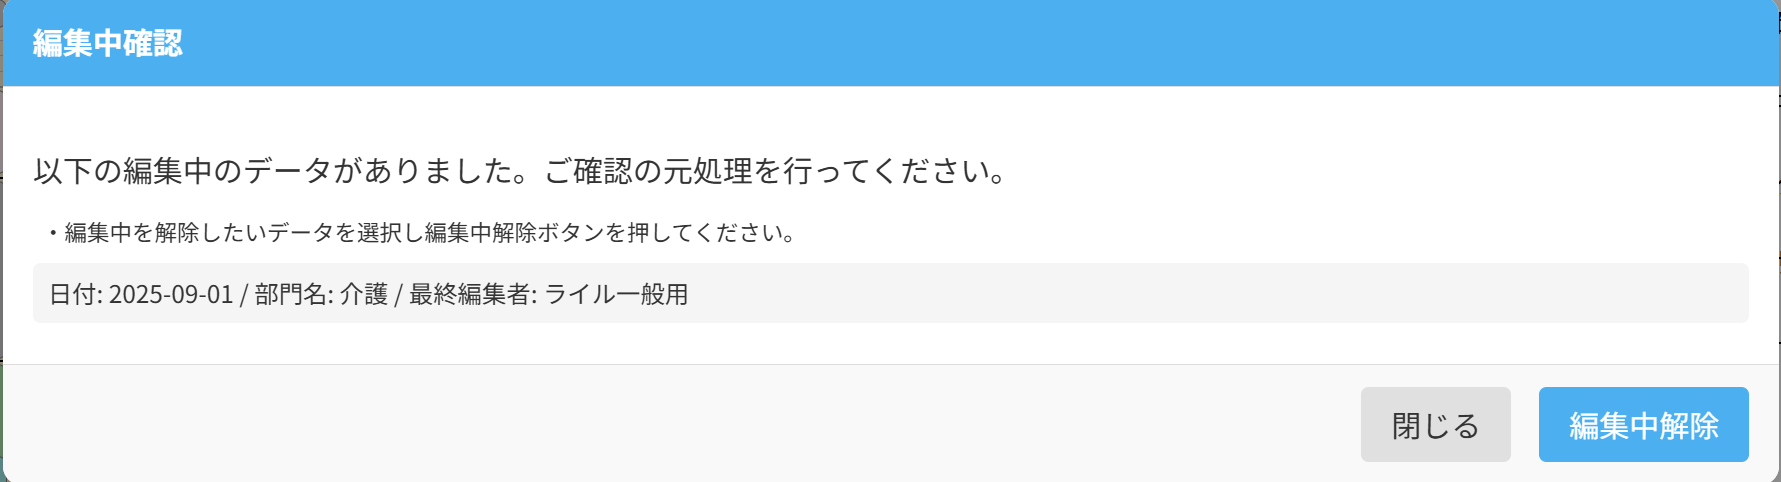 編集中確認
以下の編集中のデータがありました。ご確認の元処理を行ってください。
・編集中を解除したいデータを選択し編集中解除ボタンを押してください。
日付: 2025-09-01 / 部門名: 介護 / 最終編集者: ライル一般用
閉じる
編集中解除